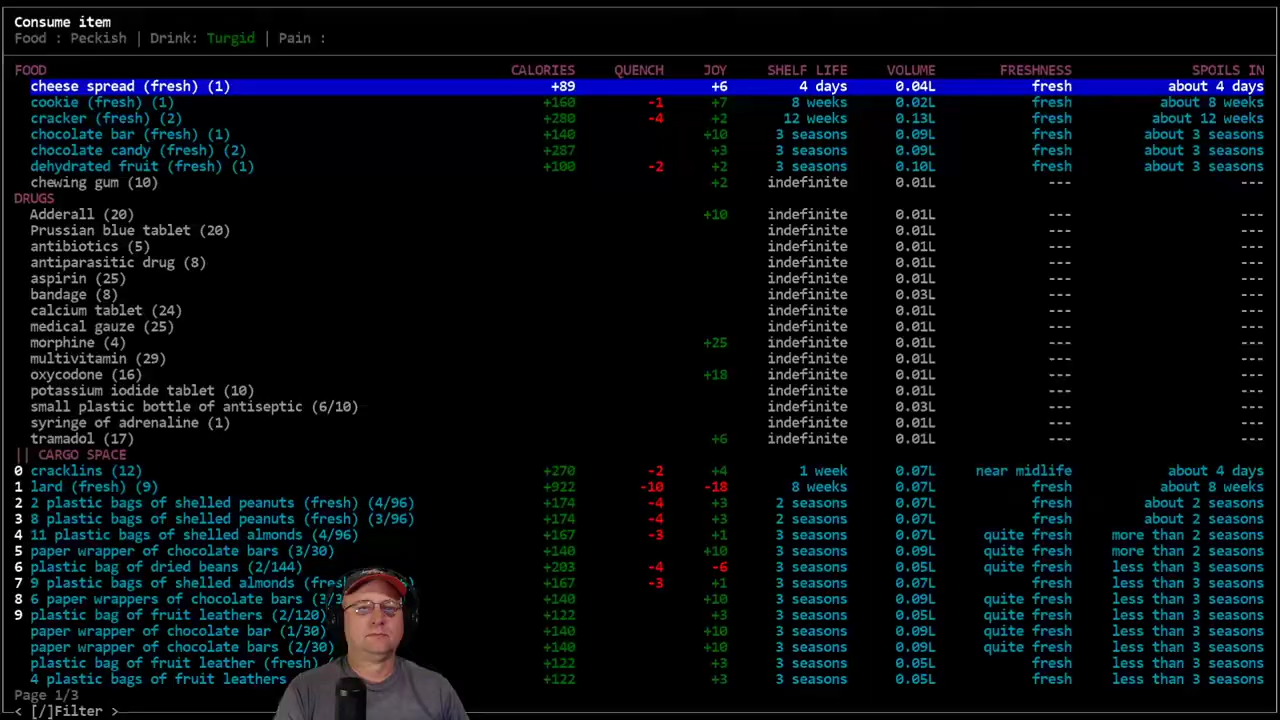 Consume item
Food : Peckish | Drink: Turgid | Pain :
FOOD CALORIES QUENCH JOY SHELF LIFE VOLUME FRESHNESS SPOILS IN
cheese spread (fresh) (1) +89 +6 4 days 0.04L fresh about 4 days
cookie (fresh) (1) +160 -1 +7 8 weeks 0.02L fresh about 8 weeks
cracker (fresh) (2) +280 -4 +2 12 weeks 0.13L fresh about 12 weeks
chocolate bar (fresh) (1) +140 +10 3 seasons 0.09L fresh about 3 seasons
chocolate candy (fresh) (2) +287 +3 3 seasons 0.09L fresh about 3 seasons
dehydrated fruit (fresh) (1) +100 -2 +2 3 seasons 0.10L fresh about 3 seasons
chewing gum (10) +2 indefinite 0.01L --- ---
DRUGS
Adderall (20) +10 indefinite 0.01L --- ---
Prussian blue tablet (20) indefinite 0.01L --- ---
antibiotics (5) indefinite 0.01L --- ---
antiparasitic drug (8) indefinite 0.01L --- ---
aspirin (25) indefinite 0.01L --- ---
bandage (8) indefinite 0.03L --- ---
calcium tablet (24) indefinite 0.01L --- ---
medical gauze (25) indefinite 0.01L --- ---
morphine (4) +25 indefinite 0.01L --- ---
multivitamin (29) indefinite 0.01L --- ---
oxycodone (16) +18 indefinite 0.01L --- ---
potassium iodide tablet (10) indefinite 0.01L --- ---
small plastic bottle of antiseptic (6/10) indefinite 0.03L --- ---
syringe of adrenaline (1) indefinite 0.01L --- ---
tramadol (17) +6 indefinite 0.01L --- ---
|| CARGO SPACE
0 cracklins (12) +270 -2 +4 1 week 0.07L near midlife about 4 days
1 lard (fresh) (9) +922 -10 -18 8 weeks 0.07L fresh about 8 weeks
2 2 plastic bags of shelled peanuts (fresh) (4/96) +174 -4 +3 2 seasons 0.07L fresh about 2 seasons
3 8 plastic bags of shelled peanuts (fresh) (3/96) +174 -4 +3 2 seasons 0.07L fresh about 2 seasons
4 11 plastic bags of shelled almonds (4/96) +167 -3 +1 3 seasons 0.07L quite fresh more than 2 seasons
5 paper wrapper of chocolate bars (3/30) +140 +10 3 seasons 0.09L quite fresh more than 2 seasons
6 plastic bag of dried beans (2/144) +203 -4 -6 3 seasons 0.05L quite fresh less than 3 seasons
7 9 plastic bags of shelled almonds +167 -3 +1 3 seasons 0.07L fresh less than 3 seasons
8 6 paper wrappers of chocolate bars +140 +10 3 seasons 0.09L quite fresh less than 3 seasons
9 plastic bag of fruit leathers (2/120) +122 +3 3 seasons 0.05L quite fresh less than 3 seasons
paper wrapper of chocolate bar (1/30) +140 +10 3 seasons 0.09L quite fresh less than 3 seasons
paper wrapper of chocolate bars (2/30) +140 +10 3 seasons 0.09L quite fresh less than 3 seasons
plastic bag of fruit leather (fresh) +122 +3 3 seasons 0.05L fresh less than 3 seasons
4 plastic bags of fruit leathers +122 +3 3 seasons 0.05L fresh less than 3 seasons
Page 1/3
< [/]Filter >